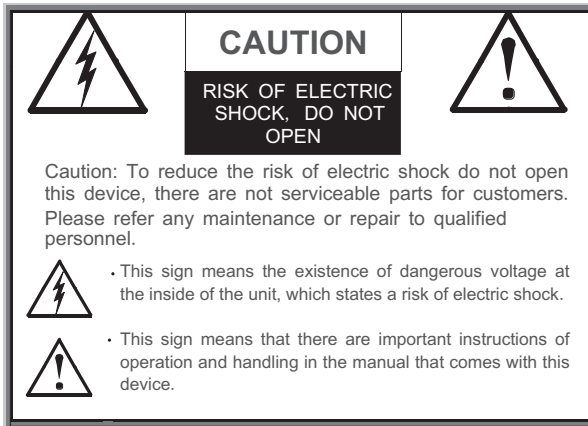 CAUTION
RISK OF ELECTRIC
SHOCK, DO NOT
OPEN
Caution: To reduce the risk of electric shock do not open
this device, there are not serviceable parts for customers.
Please refer any maintenance or repair to qualified
personnel.
• This sign means the existence of dangerous voltage at
the inside of the unit, which states a risk of electric shock.
• This sign means that there are important instructions of
operation and handling in the manual that comes with this
device.